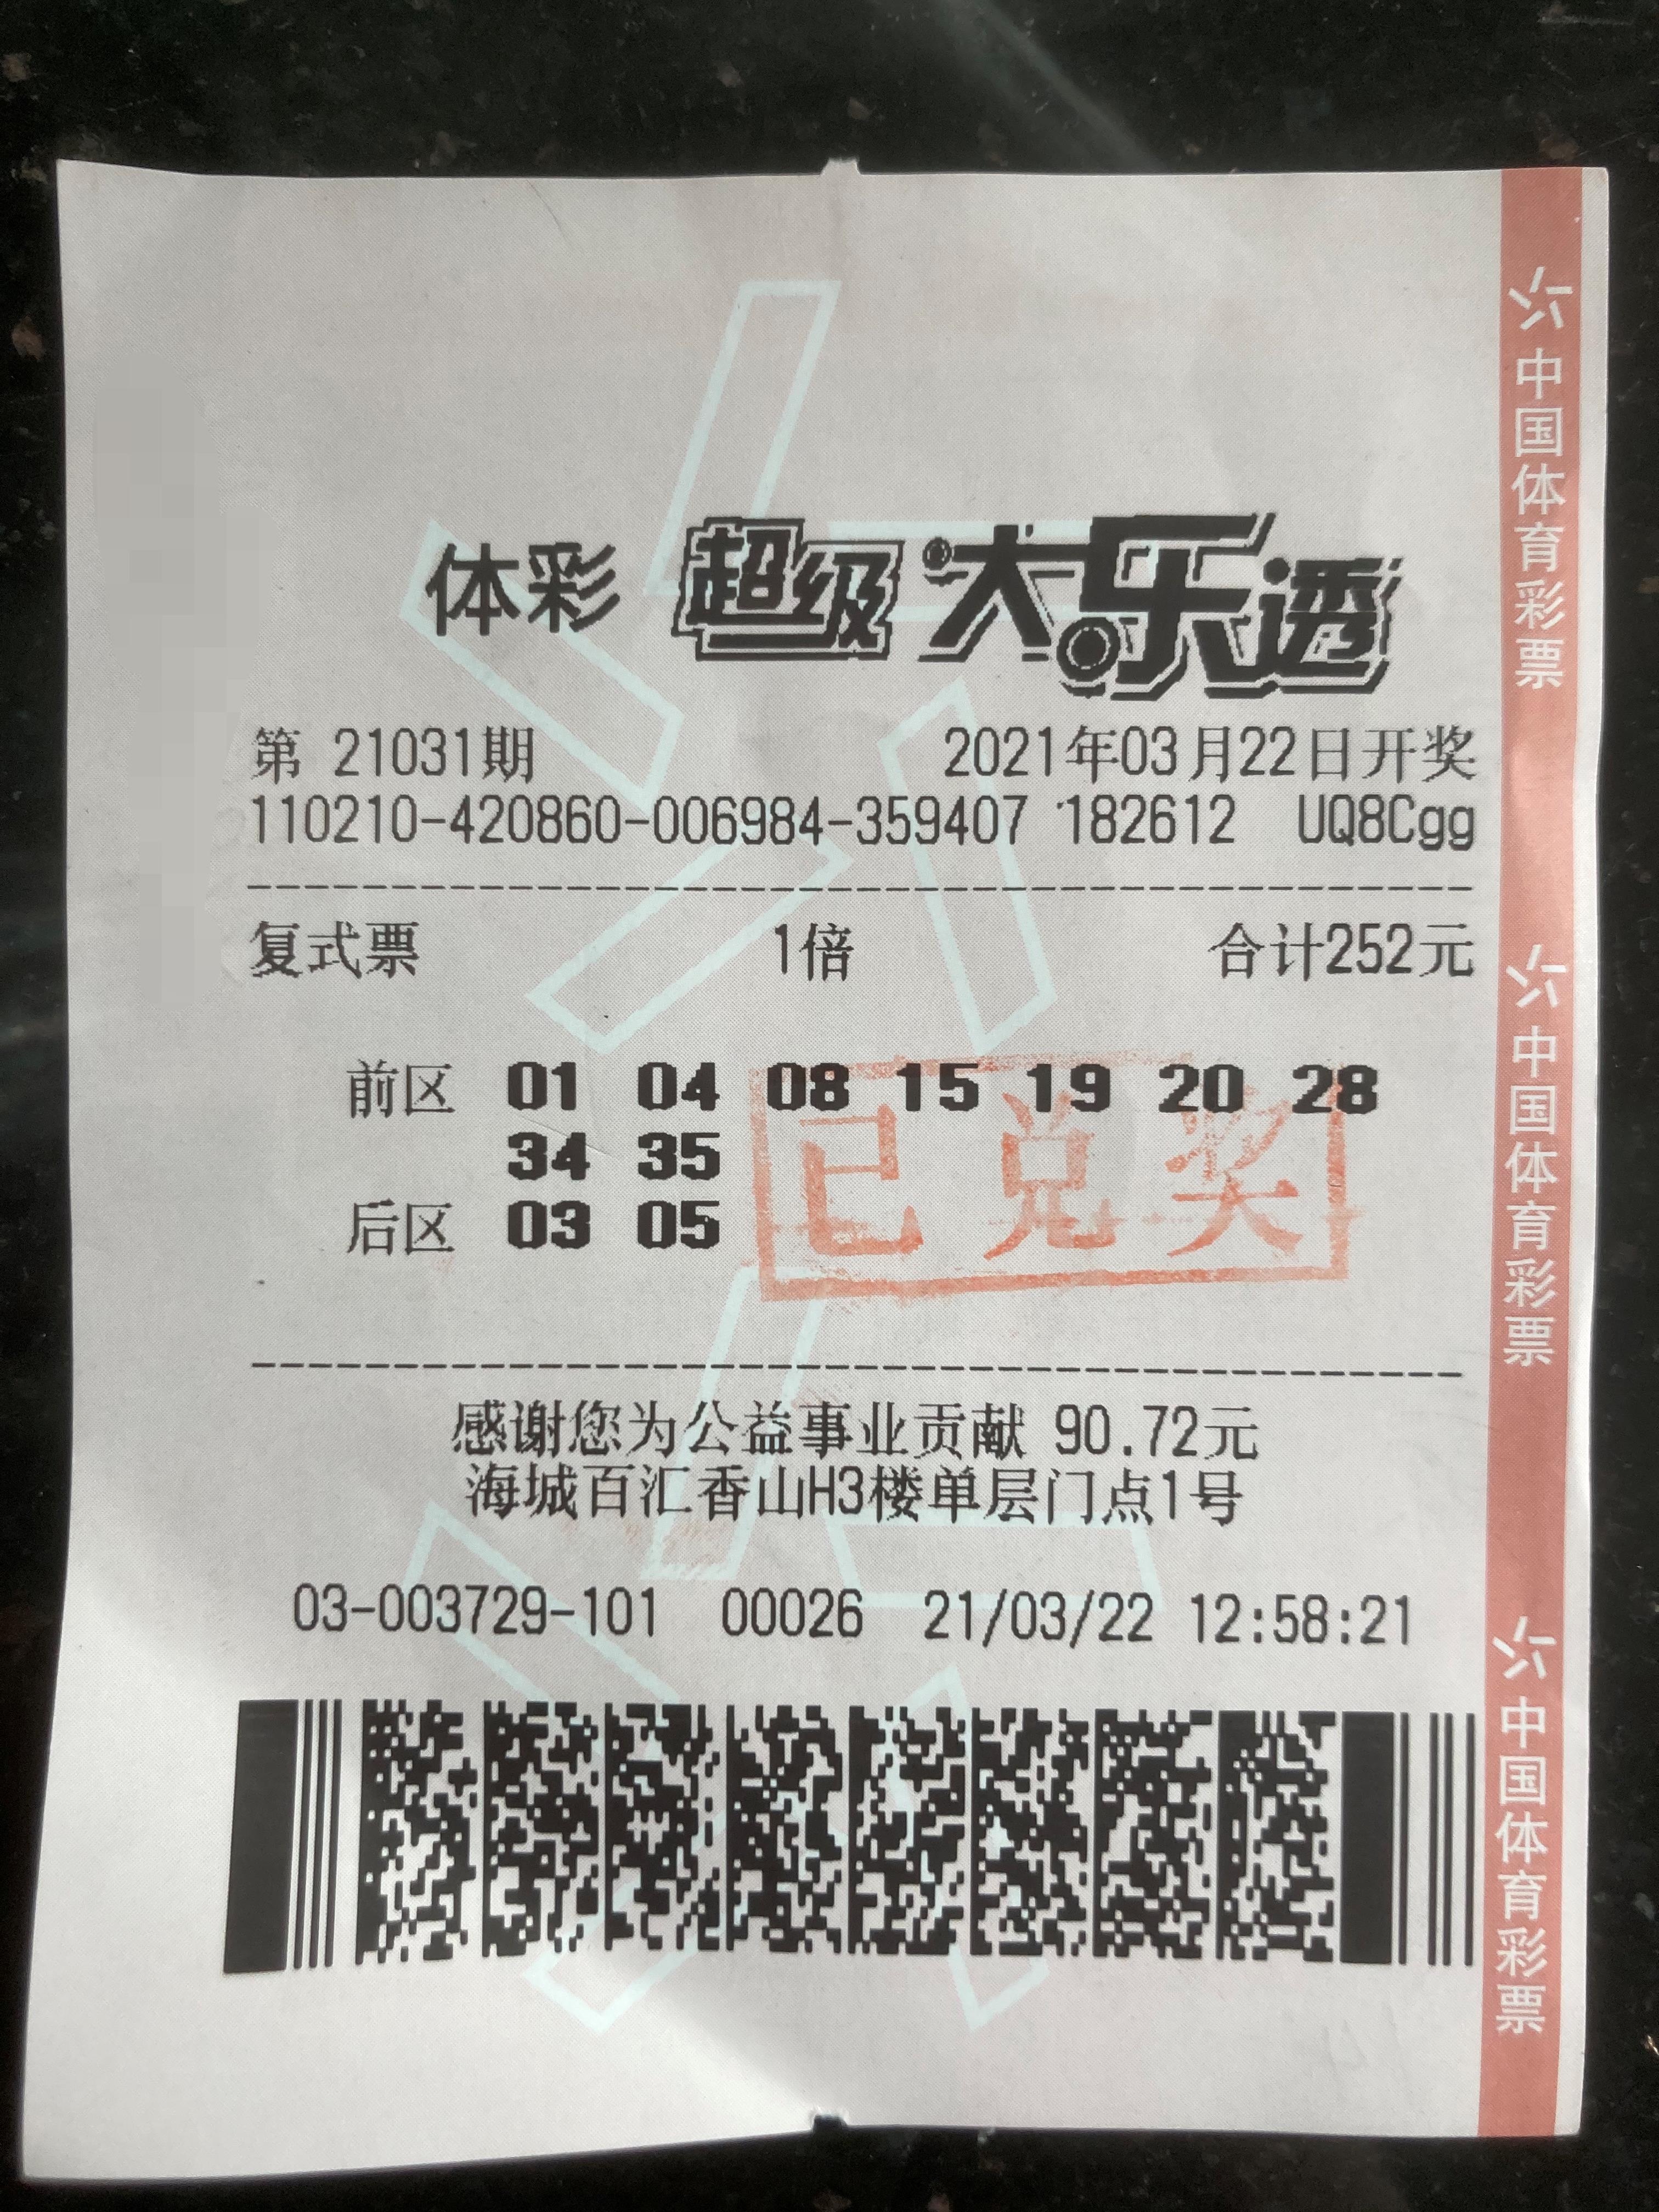 体彩 超级大乐透
第 21031期 2021年03月22日开奖
110210-420860-006984-359407 182612 UQ8Cgg
复式票 1倍 合计252元
前区 01 04 08 15 19 20 28
34 35
后区 03 05
已兑奖
感谢您为公益事业贡献 90.72元
海城百汇香山H3楼单层门点1号
03-003729-101 00026 21/03/22 12:58:21
中国体育彩票
中国体育彩票
中国体育彩票